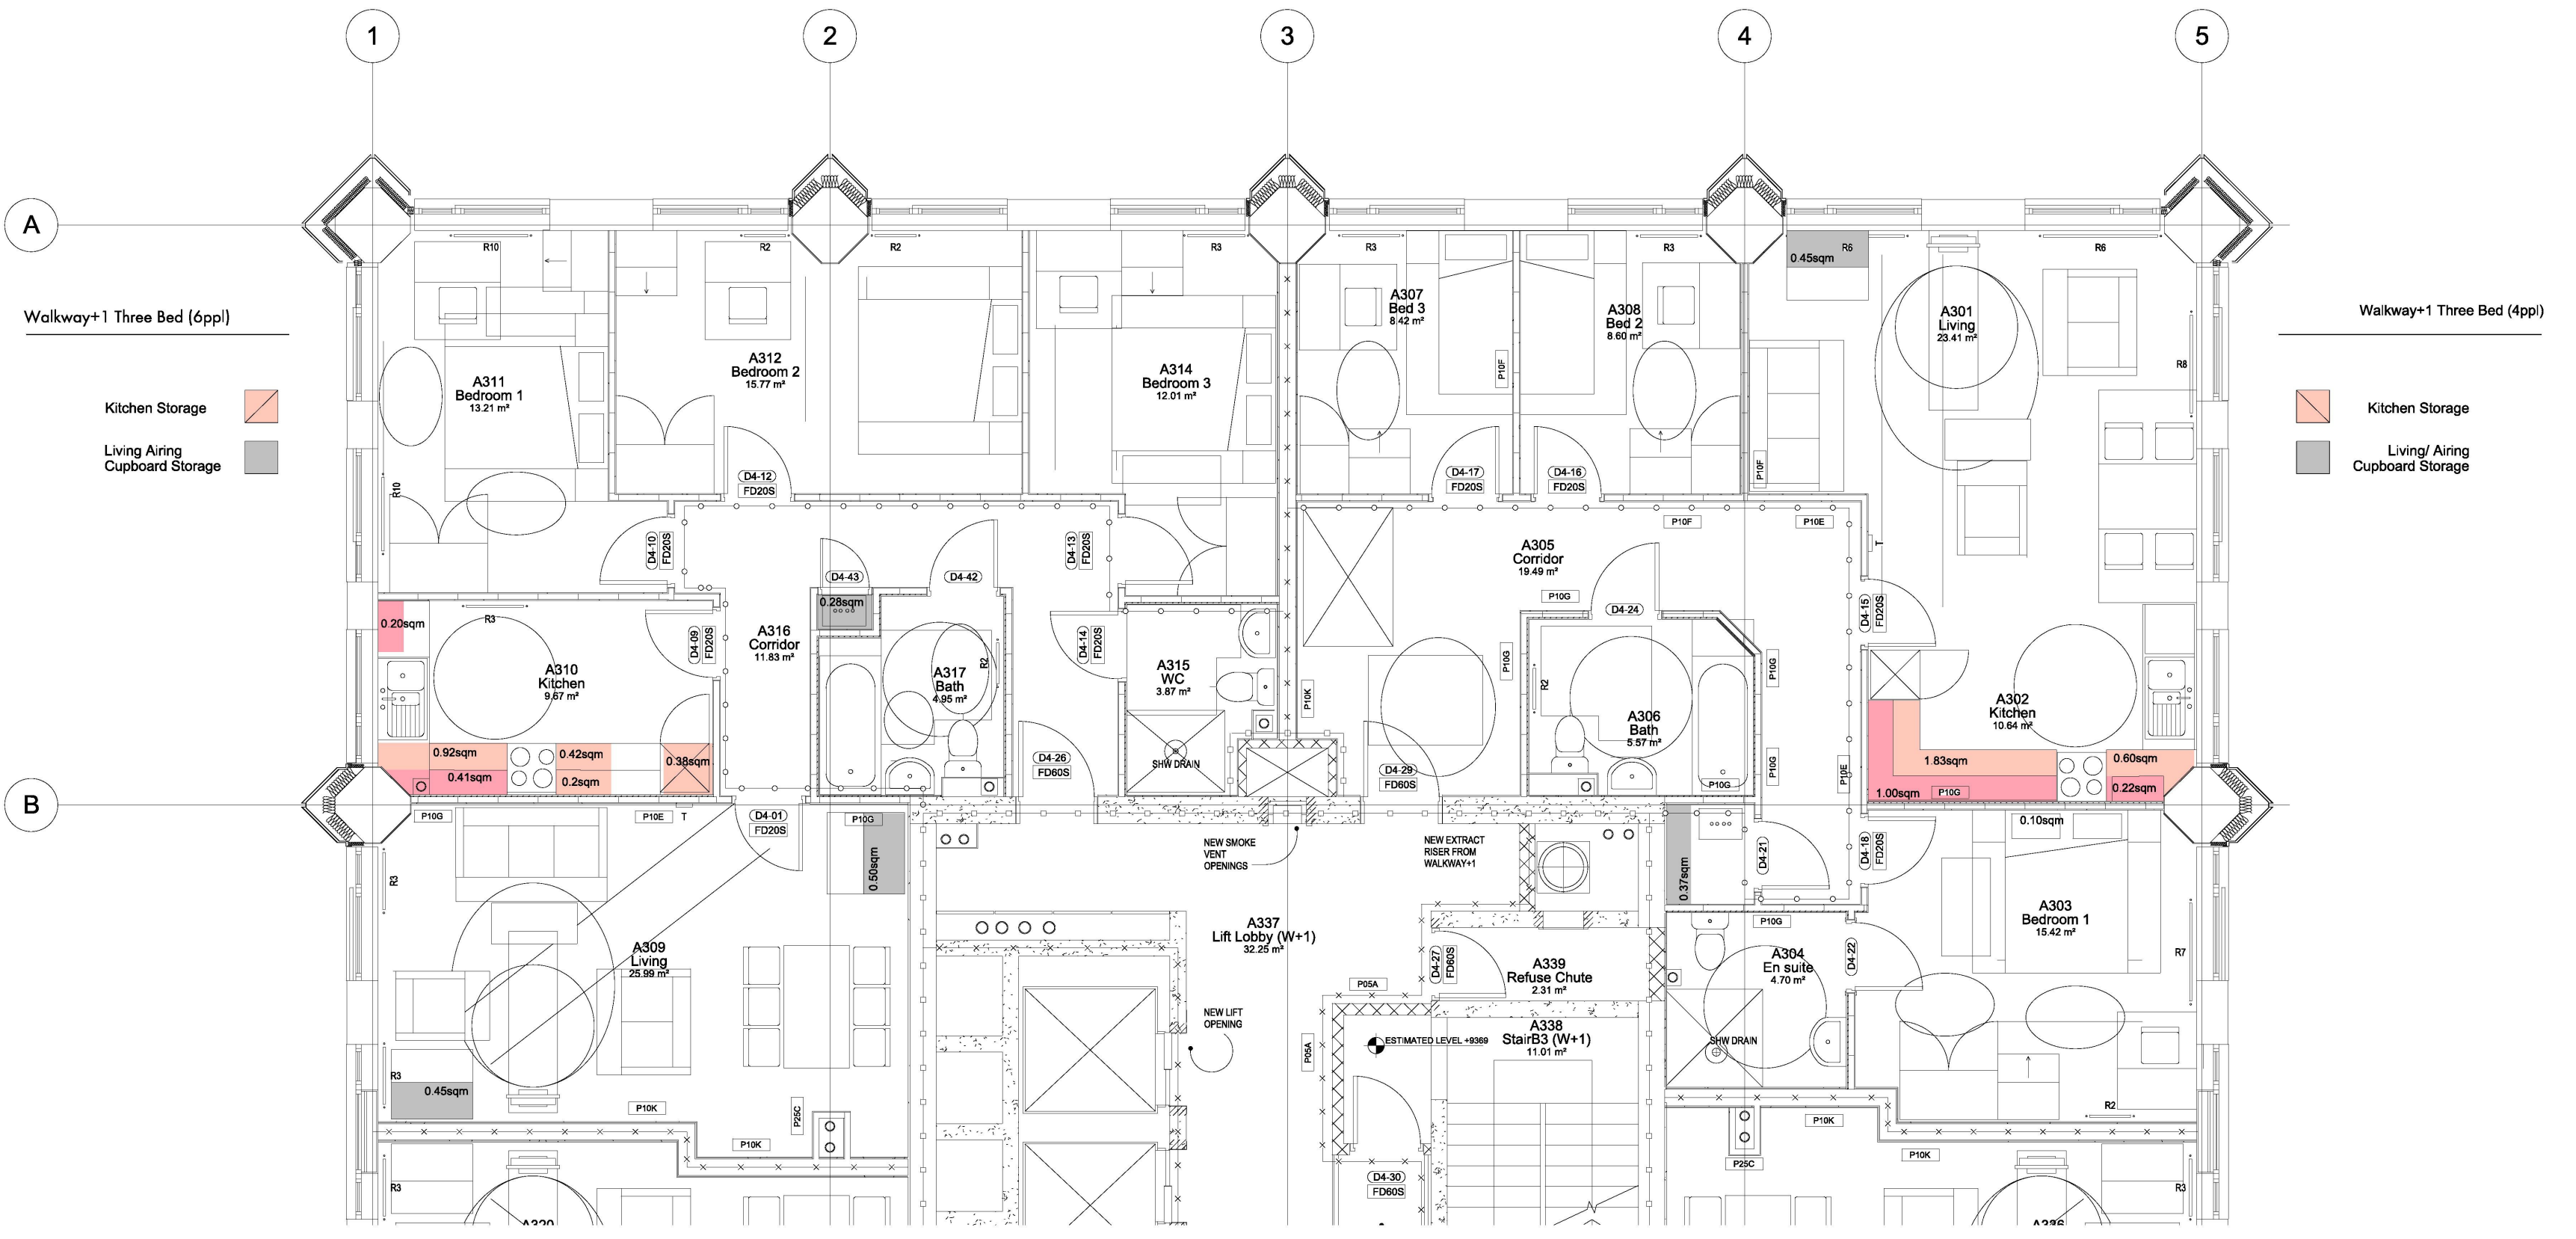 1
2
3
4
5
A
B
Walkway+1 Three Bed (6ppl)
Kitchen Storage
Living Airing
Cupboard Storage
Walkway+1 Three Bed (4ppl)
Kitchen Storage
Living/ Airing
Cupboard Storage
R10
R2
R2
R3
R3
R3
R6
0.45sqm
R6
A311
Bedroom 1
13.21 m²
R10
A312
Bedroom 2
15.77 m²
A314
Bedroom 3
12.01 m²
A307
Bed 3
8.42 m²
P10F
A308
Bed 2
8.60 m²
A301
Living
23.41 m²
R8
P10F
D4-12
FD20S
D4-17
FD20S
D4-16
FD20S
D4-10
FD20S
D4-13
FD20S
P10F
P10E
T
A305
Corridor
19.49 m²
D4-43
D4-42
0.28sqm
P10G
D4-24
D4-15
FD20S
0.20sqm
R3
D4-09
FD20S
A310
Kitchen
9.67 m²
A316
Corridor
11.83 m²
A317
Bath
4.95 m²
R2
D4-14
FD20S
A315
WC
3.87 m²
SHW DRAIN
P10K
P10G
R2
A306
Bath
5.57 m²
P10G
P10G
P10G
P10E
A302
Kitchen
10.64 m²
0.92sqm
0.41sqm
0.42sqm
0.2sqm
0.38sqm
D4-26
FD60S
D4-29
FD60S
1.83sqm
1.00sqm
P10G
0.60sqm
0.22sqm
0.10sqm
P10G
P10E
T
D4-01
FD20S
P10G
0.50sqm
R3
NEW SMOKE
VENT
OPENINGS
NEW EXTRACT
RISER FROM
WALKWAY+1
0.37sqm
D4-21
D4-18
FD20S
A309
Living
25.99 m²
A337
Lift Lobby (W+1)
32.25 m²
D4-27
FD60S
A339
Refuse Chute
2.31 m²
P10G
A304
En suite
4.70 m²
D4-22
A303
Bedroom 1
15.42 m²
R7
P05A
NEW LIFT
OPENING
P05A
ESTIMATED LEVEL +9369
A338
StairB3 (W+1)
11.01 m²
SHW DRAIN
R3
0.45sqm
P10K
P25C
P10K
R2
P10K
P10K
P25C
D4-30
FD60S
R3
R3
A320